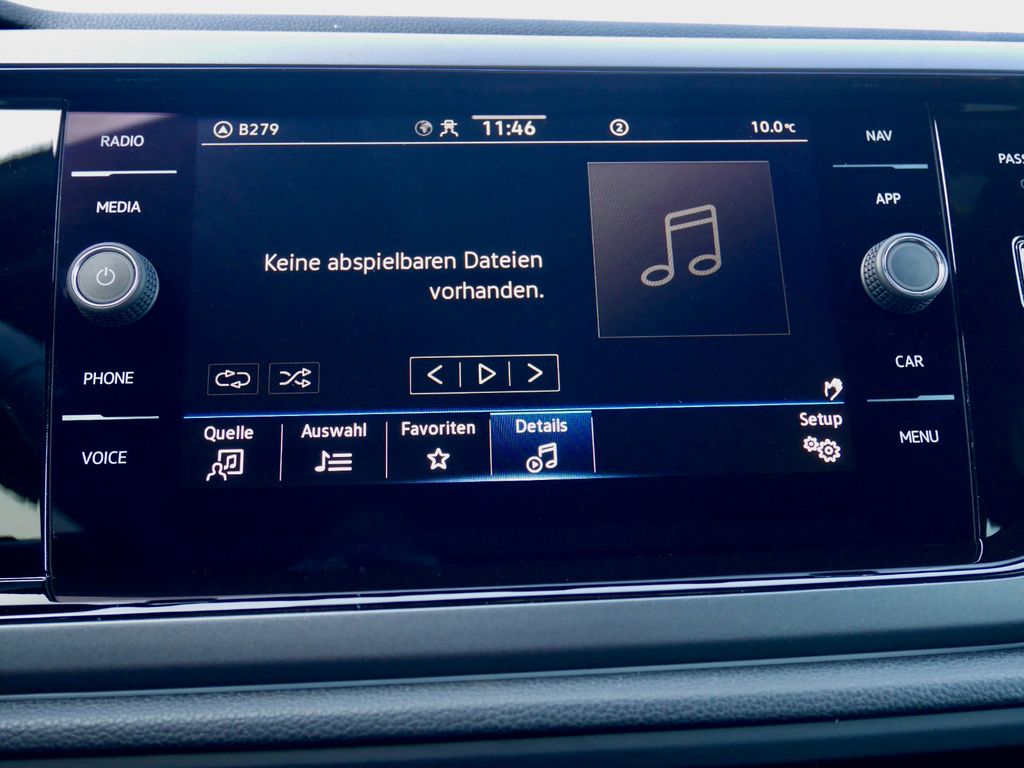 RADIO
MEDIA
PHONE
VOICE
B279
11:46
2
10.0°C
Keine abspielbaren Dateien
vorhanden.
Quelle
Auswahl
Favoriten
Details
Setup
NAV
APP
CAR
MENU
PASS